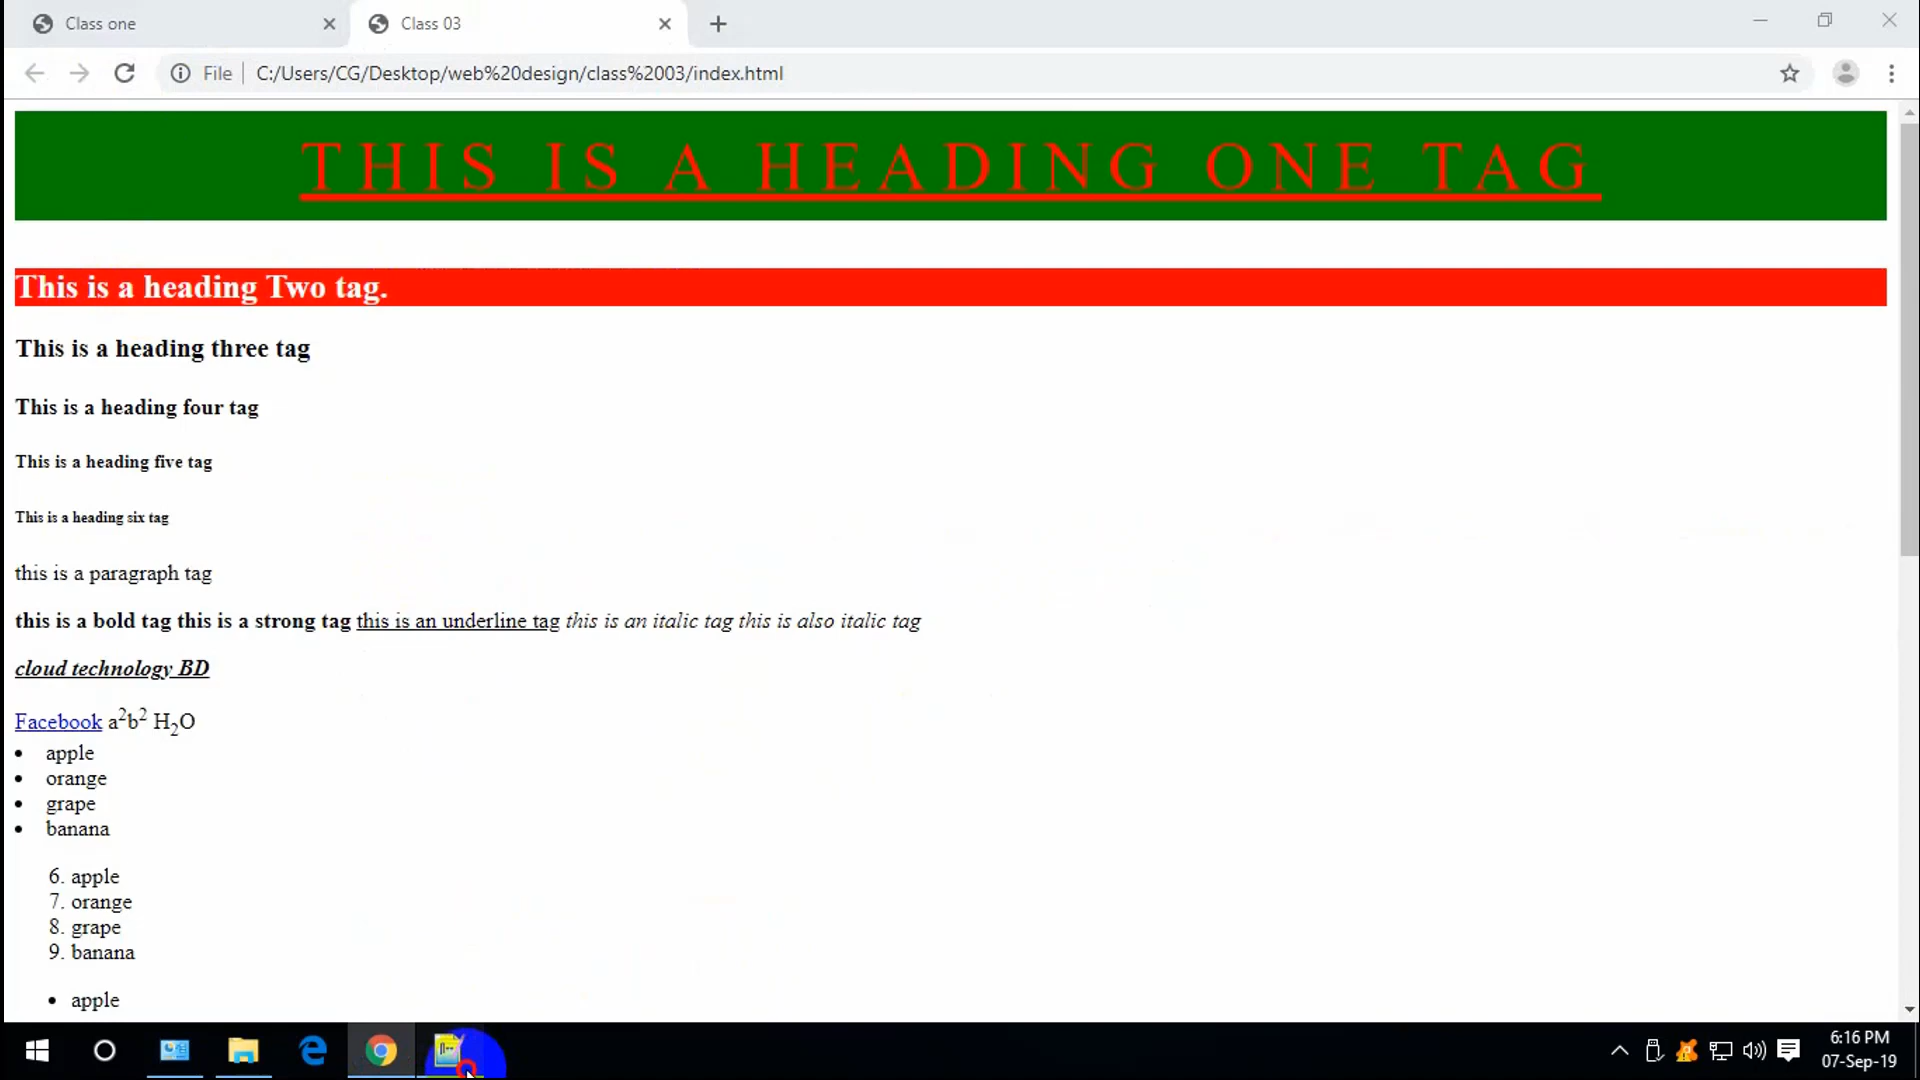 Class one
Class 03
File
C:/Users/CG/Desktop/web%20design/class%2003/index.html
THIS IS A HEADING ONE TAG
This is a heading Two tag.
This is a heading three tag
This is a heading four tag
This is a heading five tag
This is a heading six tag
this is a paragraph tag
this is a bold tag this is a strong tag this is an underline tag this is an italic tag this is also italic tag
cloud technology BD
Facebook a²b² H₂O
• apple
• orange
• grape
• banana
6. apple
7. orange
8. grape
9. banana
• apple
6:16 PM
07-Sep-19